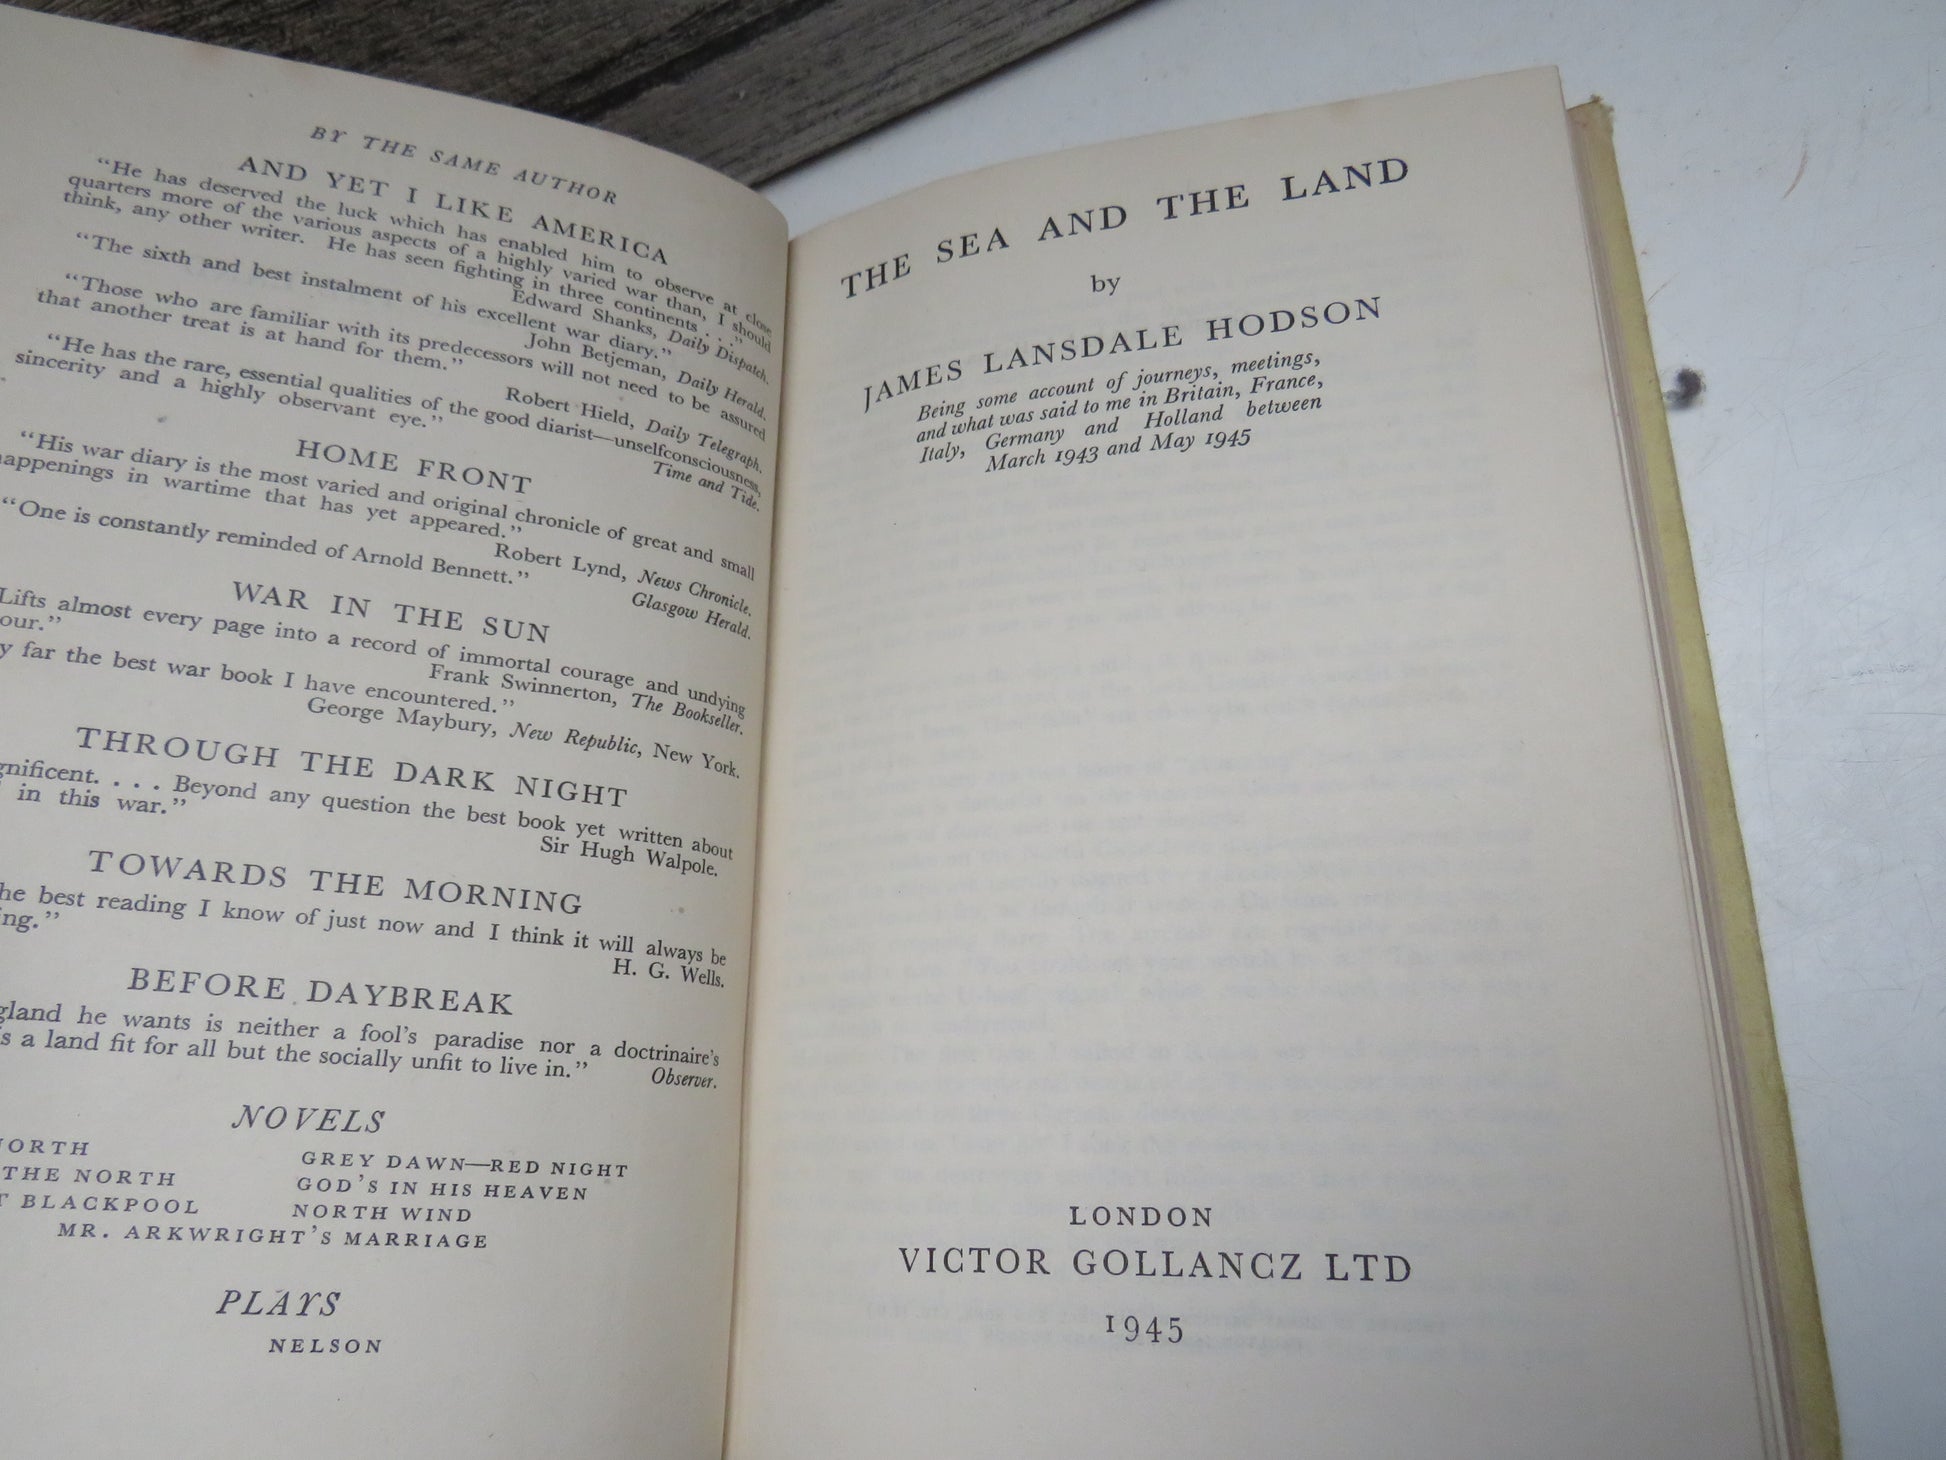 BY THE SAME AUTHOR
AND YET I LIKE AMERICA
"He has deserved the luck which has enabled him to observe at close
quarters more of the various aspects of a highly varied war than, I should
think, any other writer. He has seen fighting in three continents . . ."
Edward Shanks, Daily Dispatch.
"The sixth and best instalment of his excellent war diary."
John Betjeman, Daily Herald.
"Those who are familiar with its predecessors will not need to be assured
that another treat is at hand for them."
Robert Hield, Daily Telegraph.
"He has the rare, essential qualities of the good diarist—unselfconsciousness,
sincerity and a highly observant eye."
Time and Tide.
HOME FRONT
"His war diary is the most varied and original chronicle of great and small
happenings in wartime that has yet appeared."
Robert Lynd, News Chronicle.
"One is constantly reminded of Arnold Bennett."
Glasgow Herald.
WAR IN THE SUN
Lifts almost every page into a record of immortal courage and undying
our."
Frank Swinnerton, The Bookseller.
y far the best war book I have encountered."
George Maybury, New Republic, New York.
THROUGH THE DARK NIGHT
gnificent. . . . Beyond any question the best book yet written about
in this war."
Sir Hugh Walpole.
TOWARDS THE MORNING
he best reading I know of just now and I think it will always be
ing."
H. G. Wells.
BEFORE DAYBREAK
gland he wants is neither a fool's paradise nor a doctrinaire's
s a land fit for all but the socially unfit to live in."
Observer.
NOVELS
NORTH
GREY DAWN—RED NIGHT
THE NORTH
GOD'S IN HIS HEAVEN
T BLACKPOOL
NORTH WIND
MR. ARKWRIGHT'S MARRIAGE
PLAYS
NELSON
THE SEA AND THE LAND
by
JAMES LANSDALE HODSON
Being some account of journeys, meetings,
and what was said to me in Britain, France,
Italy, Germany and Holland between
March 1943 and May 1945
LONDON
VICTOR GOLLANCZ LTD
1945